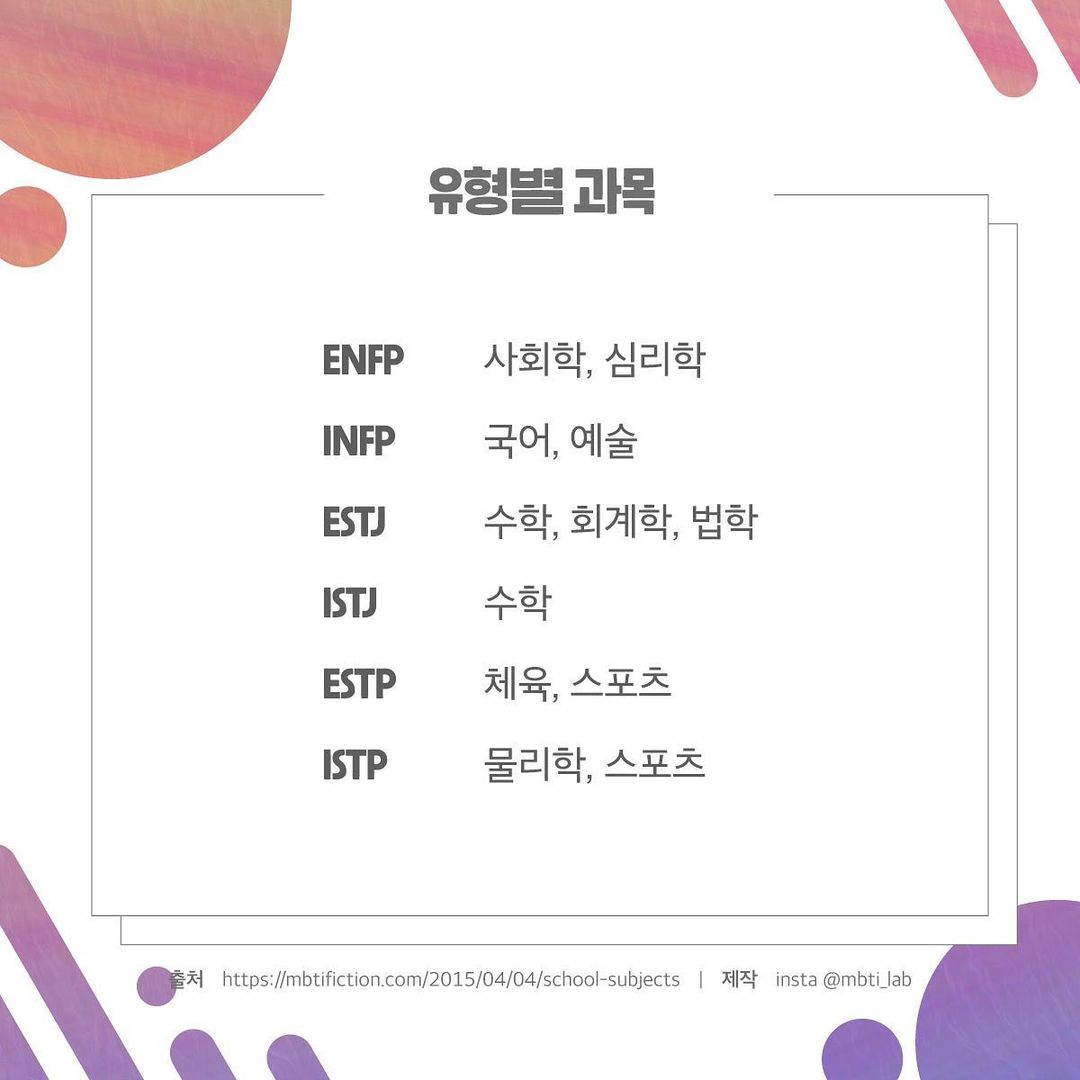 유형별 과목
ENFP 사회학, 심리학
INFP 국어, 예술
ESTJ 수학, 회계학, 법학
ISTJ 수학
ESTP 체육, 스포츠
ISTP 물리학, 스포츠
출처 https://mbtifiction.com/2015/04/04/school-subjects | 제작 insta @mbti_lab